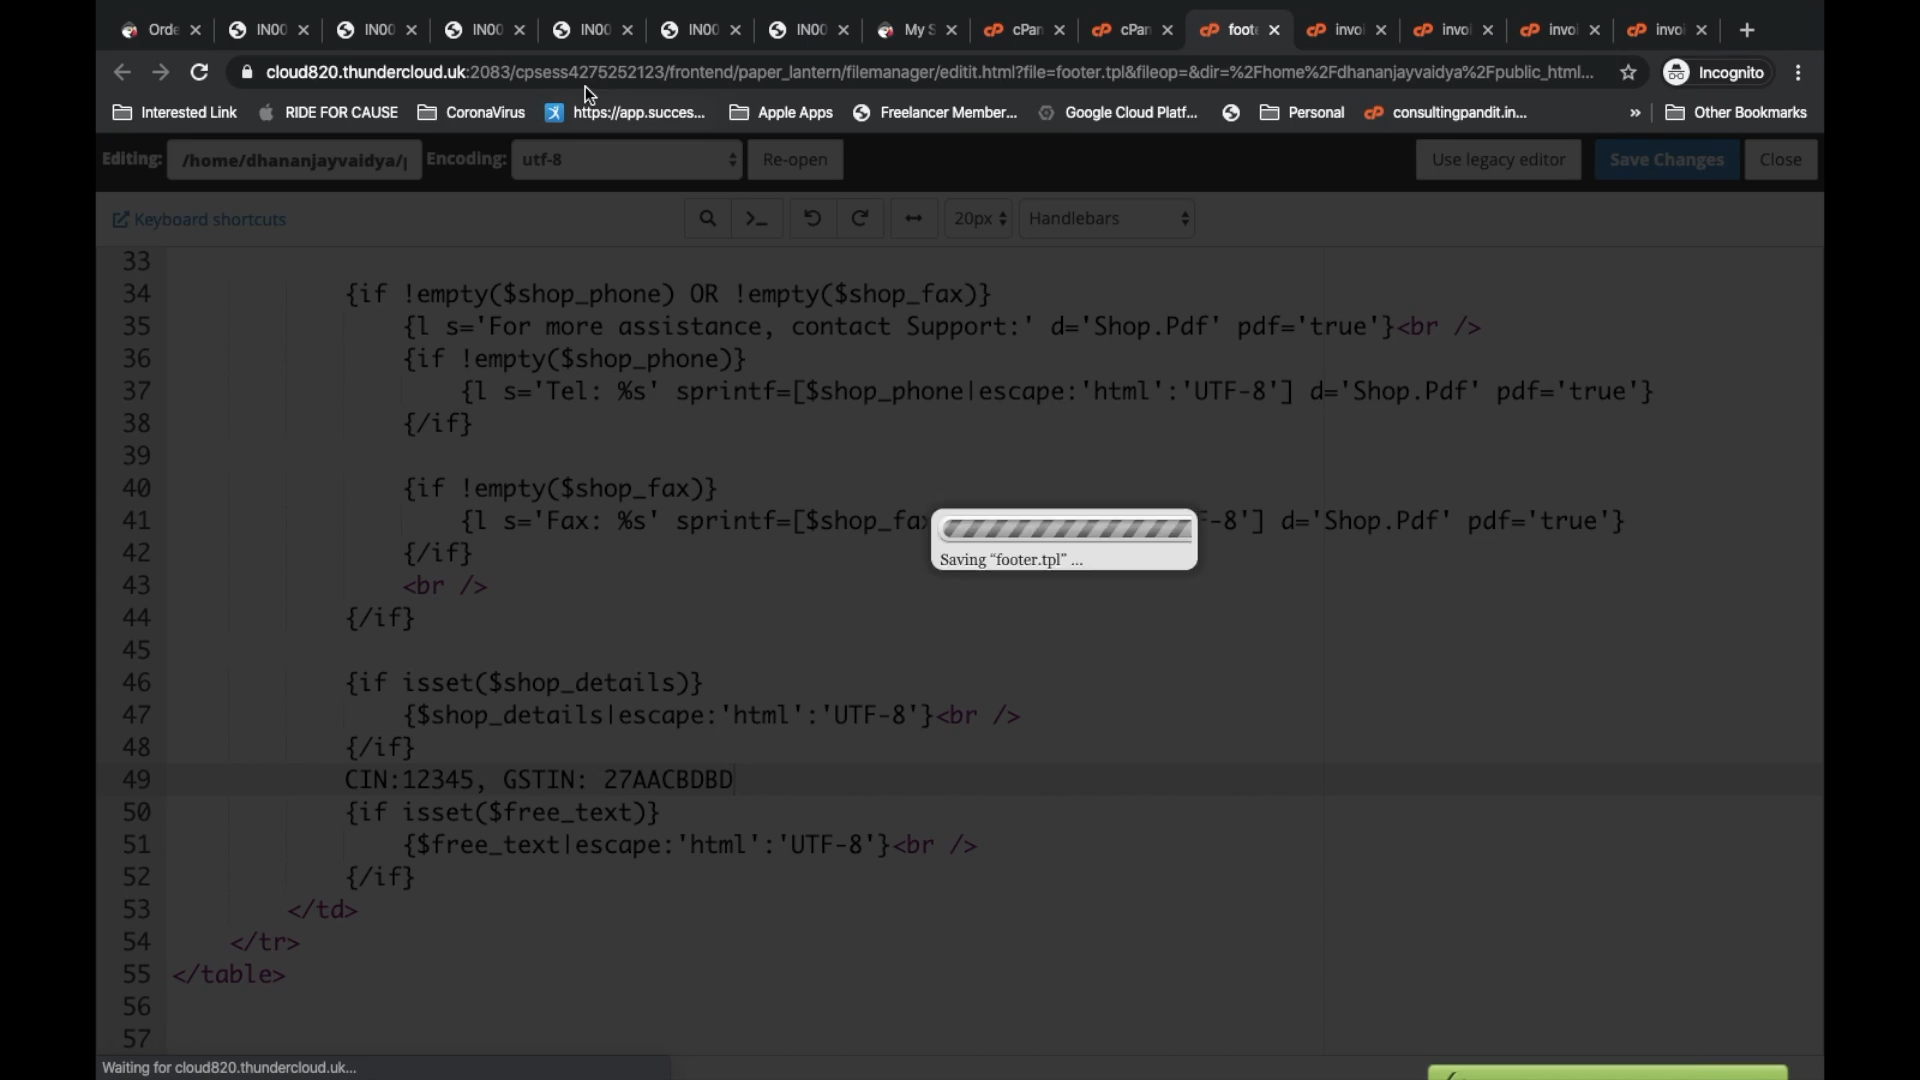 Orde IN00 IN00 IN00 IN00 IN00 IN00 My S cPan cPan foot invoi invoi invoi invoi
cloud820.thundercloud.uk:2083/cpsess4275252123/frontend/paper_lantern/filemanager/editit.html?file=footer.tpl&fileop=&dir=%2Fhome%2Fdhananjayvaidya%2Fpublic_html... Incognito
Interested Link RIDE FOR CAUSE CoronaVirus https://app.succes... Apple Apps Freelancer Member... Google Cloud Platf... Personal consultingpandit.in... » Other Bookmarks
Editing: /home/dhananjayvaidya/p Encoding: utf-8 Re-open Use legacy editor Save Changes Close
Keyboard shortcuts 20px Handlebars
33
34 {if !empty($shop_phone) OR !empty($shop_fax)}
35 {l s='For more assistance, contact Support:' d='Shop.Pdf' pdf='true'}<br />
36 {if !empty($shop_phone)}
37 {l s='Tel: %s' sprintf=[$shop_phone|escape:'html':'UTF-8'] d='Shop.Pdf' pdf='true'}
38 {/if}
39
40 {if !empty($shop_fax)}
41 {l s='Fax: %s' sprintf=[$shop_fax F-8'] d='Shop.Pdf' pdf='true'}
Saving “footer.tpl” ...
42 {/if}
43 <br />
44 {/if}
45
46 {if isset($shop_details)}
47 {$shop_details|escape:'html':'UTF-8'}<br />
48 {/if}
49 CIN:12345, GSTIN: 27AACBDBD
50 {if isset($free_text)}
51 {$free_text|escape:'html':'UTF-8'}<br />
52 {/if}
53 </td>
54 </tr>
55 </table>
56
57
Waiting for cloud820.thundercloud.uk...